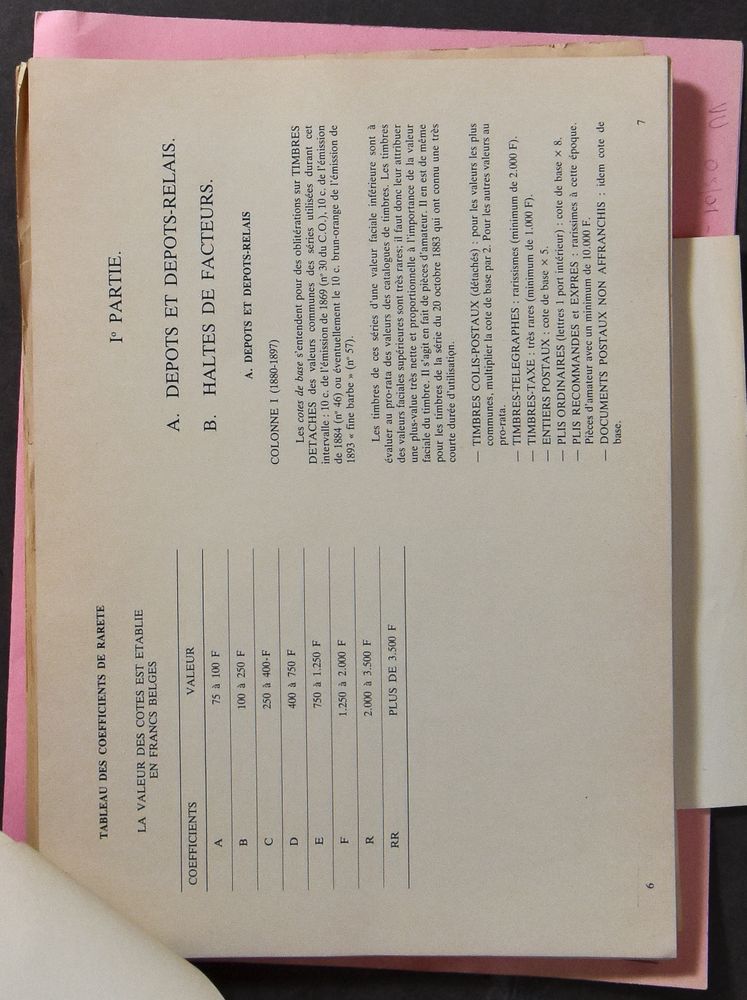 TABLEAU DES COEFFICIENTS DE RARETE
LA VALEUR DES COTES EST ETABLIE
EN FRANCS BELGES
COEFFICIENTS VALEUR
A 75 à 100 F
B 100 à 250 F
C 250 à 400 F
D 400 à 750 F
E 750 à 1.250 F
F 1.250 à 2.000 F
R 2.000 à 3.500 F
RR PLUS DE 3.500 F
6
Iᵉ PARTIE.
A. DEPOTS ET DEPOTS-RELAIS.
B. HALTES DE FACTEURS.
A. DEPOTS ET DEPOTS-RELAIS
COLONNE I (1880-1897)
Les cotes de base s'entendent pour des oblitérations sur TIMBRES
DETACHES des valeurs communes des séries utilisées durant cet
intervalle : 10 c. de l'émission de 1869 (n° 30 du C.O.), 10 c. de l'émission
de 1884 (n° 46) ou éventuellement le 10 c. brun-orange de l'émission de
1893 « fine barbe » (n° 57).
Les timbres de ces séries d'une valeur faciale inférieure sont à
évaluer au pro-rata des valeurs des catalogues de timbres. Les timbres
des valeurs faciales supérieures sont très rares; il faut donc leur attribuer
une plus-value très nette et proportionnelle à l'importance de la valeur
faciale du timbre. Il s'agit en fait de pièces d'amateur. Il en est de même
pour les timbres de la série du 20 octobre 1883 qui ont connu une très
courte durée d'utilisation.
— TIMBRES COLIS-POSTAUX (détachés) : pour les valeurs les plus
communes, multiplier la cote de base par 2. Pour les autres valeurs au
pro-rata.
— TIMBRES-TELEGRAPHES : rarissimes (minimum de 2.000 F).
— TIMBRES-TAXE : très rares (minimum de 1.000 F).
— ENTIERS POSTAUX : cote de base × 5.
— PLIS ORDINAIRES (lettres 1 port intérieur) : cote de base × 8.
— PLIS RECOMMANDES et EXPRES : rarissimes à cette époque.
Pièces d'amateur avec un minimum de 10.000 F.
— DOCUMENTS POSTAUX NON AFFRANCHIS : idem cote de
base.
7